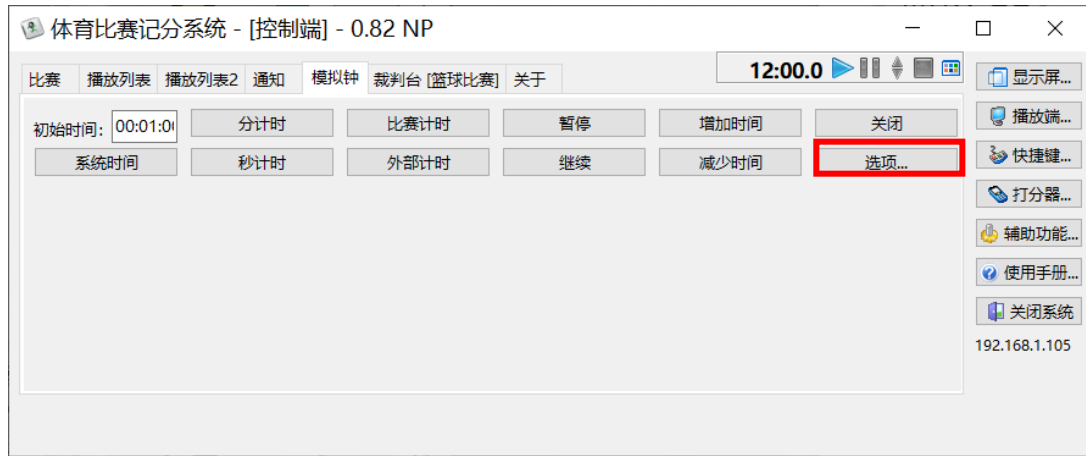 体育比赛记分系统 - [控制端] - 0.82 NP
比赛 播放列表 播放列表2 通知 模拟钟 裁判台 [篮球比赛] 关于
12:00.0
初始时间: 00:01:0
分计时 比赛计时 暂停 增加时间 关闭
系统时间 秒计时 外部计时 继续 减少时间 选项...
显示屏...
播放端...
快捷键...
打分器...
辅助功能...
使用手册...
关闭系统
192.168.1.105